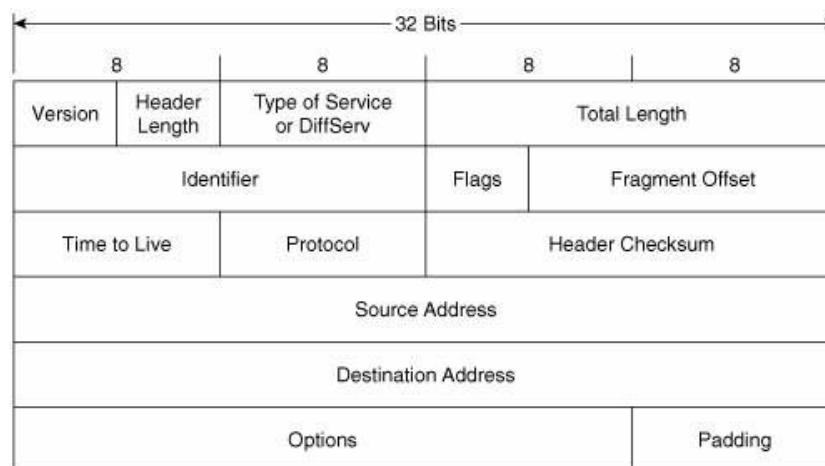 32 Bits
8 8 8 8
Version Header Length Type of Service or DiffServ Total Length
Identifier Flags Fragment Offset
Time to Live Protocol Header Checksum
Source Address
Destination Address
Options Padding